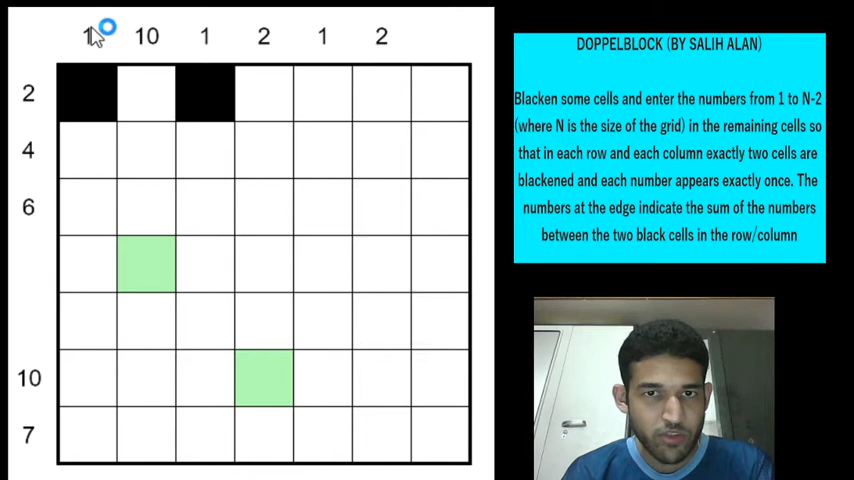 1 10 1 2 1 2
2
4
6
10
7
DOPPELBLOCK (BY SALIH ALAN)
Blacken some cells and enter the numbers from 1 to N-2
(where N is the size of the grid) in the remaining cells so
that in each row and each column exactly two cells are
blackened and each number appears exactly once. The
numbers at the edge indicate the sum of the numbers
between the two black cells in the row/column